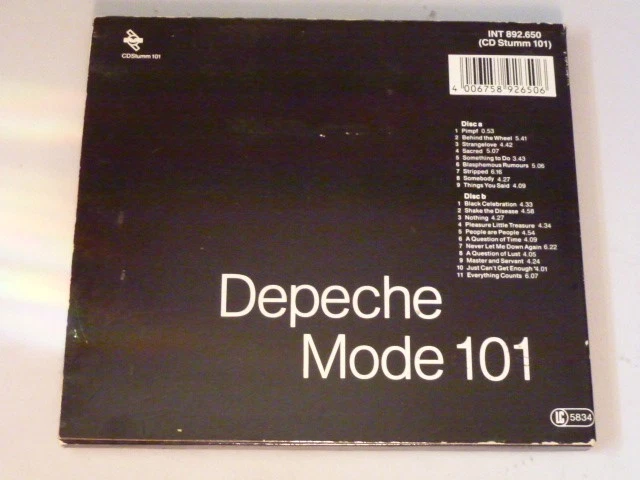 CDStumm 101
INT 892.650
(CD Stumm 101)
4 006758 926506
Disc a
1 Pimpf 0.53
2 Behind the Wheel 5.41
3 Strangelove 4.42
4 Sacred 5.07
5 Something to Do 3.43
6 Blasphemous Rumours 5.06
7 Stripped 6.16
8 Somebody 4.27
9 Things You Said 4.09
Disc b
1 Black Celebration 4.33
2 Shake the Disease 4.58
3 Nothing 4.27
4 Pleasure Little Treasure 4.34
5 People are People 4.54
6 A Question of Time 4.09
7 Never Let Me Down Again 6.22
8 A Question of Lust 4.05
9 Master and Servant 4.24
10 Just Can't Get Enough 4.01
11 Everything Counts 6.07
Depeche
Mode 101
LC 5834